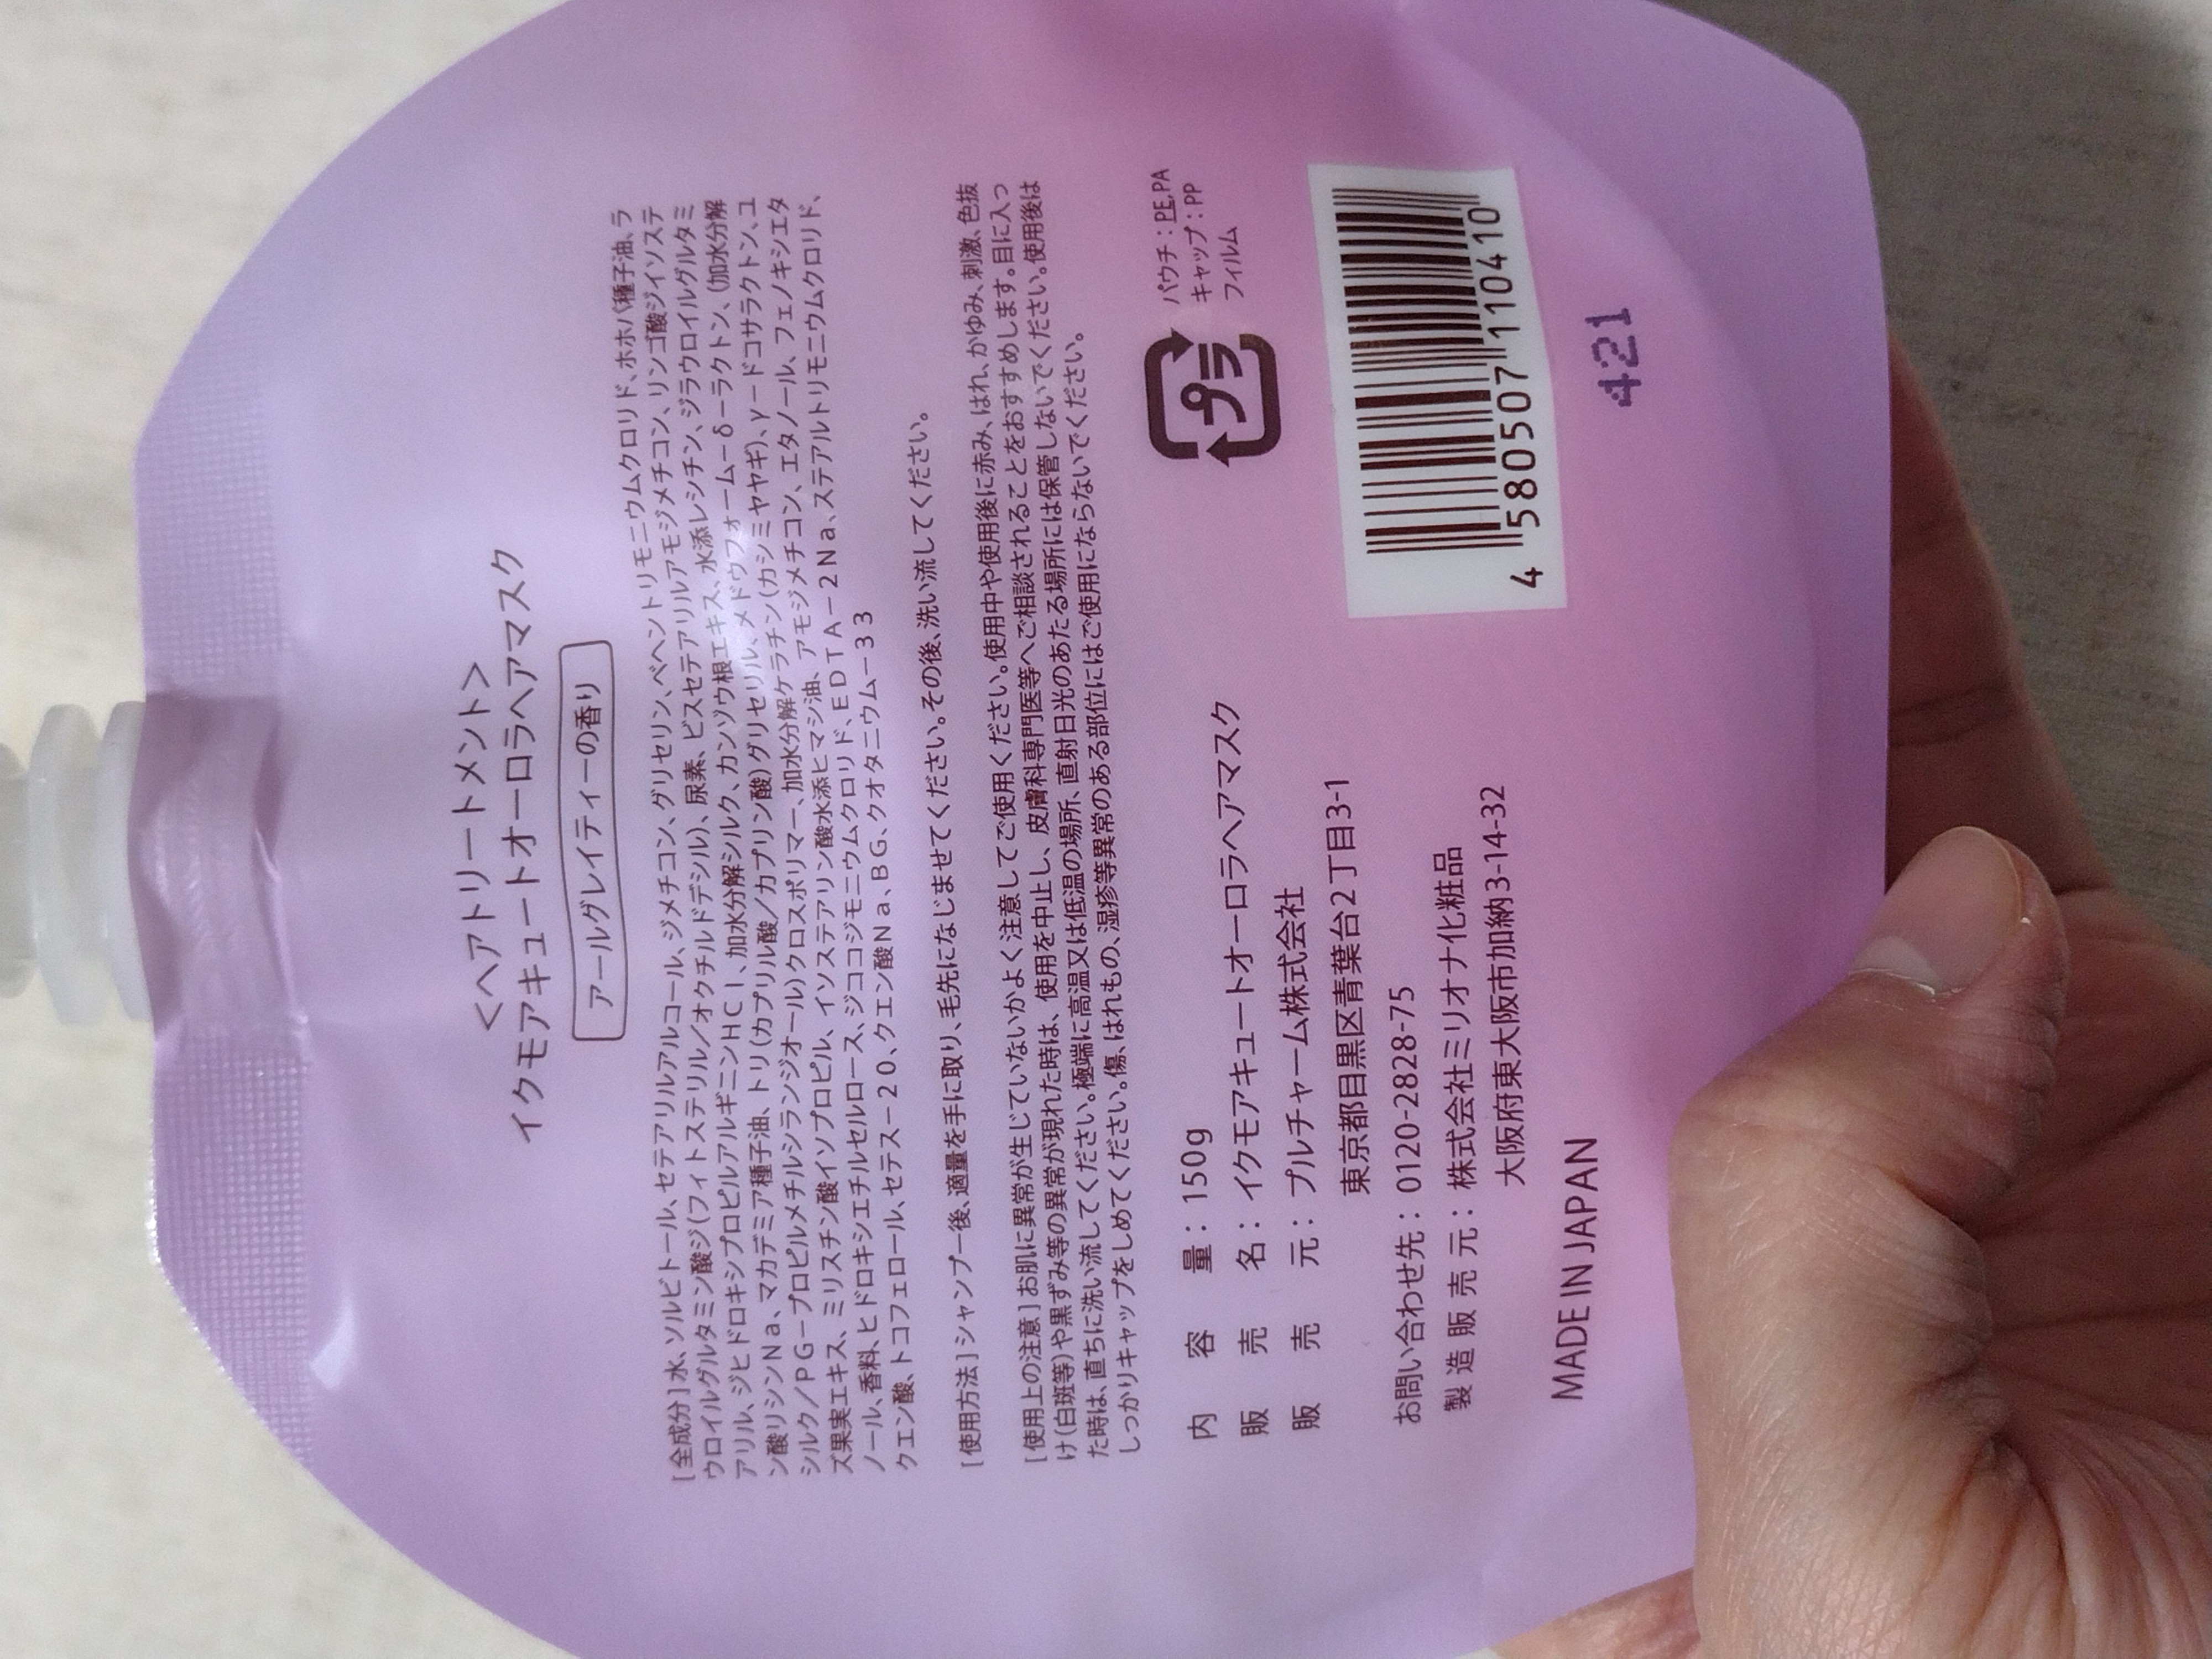 <ヘアトリートメント>
イクモアキュートオーロラヘアマスク
アールグレイティーの香り
[全成分]水、ソルビトール、セテアリルアルコール、ジメチコン、グリセリン、ベヘントリモニウムクロリド、ホホバ種子油、ラ
ウロイルグルタミン酸ジ(フィトステリル/オクチルドデシル)、尿素、ビスセテアリルアモジメチコン、リンゴ酸ジイソステ
アリル、ジヒドロキシプロピルアルギニンHCl、加水分解シルク、カンゾウ根エキス、水添レシチン、ジラウロイルグルタミ
ン酸リシンNa、マカデミア種子油、トリ(カプリル酸/カプリン酸)グリセリル、メドウフォーム-δ-ラクトン、(加水分解
シルク/PG-プロピルメチルシランジオール)クロスポリマー、加水分解ケラチン(カシミヤヤギ)、γ-ドコサラクトン、ユ
ズ果実エキス、ミリスチン酸イソプロピル、イソステアリン酸水添ヒマシ油、アモジメチコン、エタノール、フェノキシエタ
ノール、香料、ヒドロキシエチルセルロース、ジココジモニウムクロリド、EDTA-2Na、ステアルトリモニウムクロリド、
クエン酸、トコフェロール、セテス-20、クエン酸Na、BG、クオタニウム-33
[使用方法]シャンプー後、適量を手に取り、毛先になじませてください。その後、洗い流してください。
[使用上の注意]お肌に異常が生じていないかよく注意してご使用ください。使用中や使用後に赤み、はれ、かゆみ、刺激、色抜
け(白斑等)や黒ずみ等の異常が現れた時は、使用を中止し、皮膚科専門医等へご相談されることをおすすめします。目に入っ
た時は、直ちに洗い流してください。極端に高温又は低温の場所、直射日光のあたる場所には保管しないでください。使用後は
しっかりキャップをしめてください。傷、はれもの、湿疹等異常のある部位にはご使用にならないでください。
内容量:150g
販売名:イクモアキュートオーロラヘアマスク
販売元:プルチャーム株式会社
東京都目黒区青葉台2丁目3-1
お問い合わせ先:0120-2828-75
製造販売元:株式会社ミリオナ化粧品
大阪府東大阪市加納3-14-32
MADE IN JAPAN
プラ
パウチ:PE,PA
キャップ:PP
フィルム
4 580507 110410
421